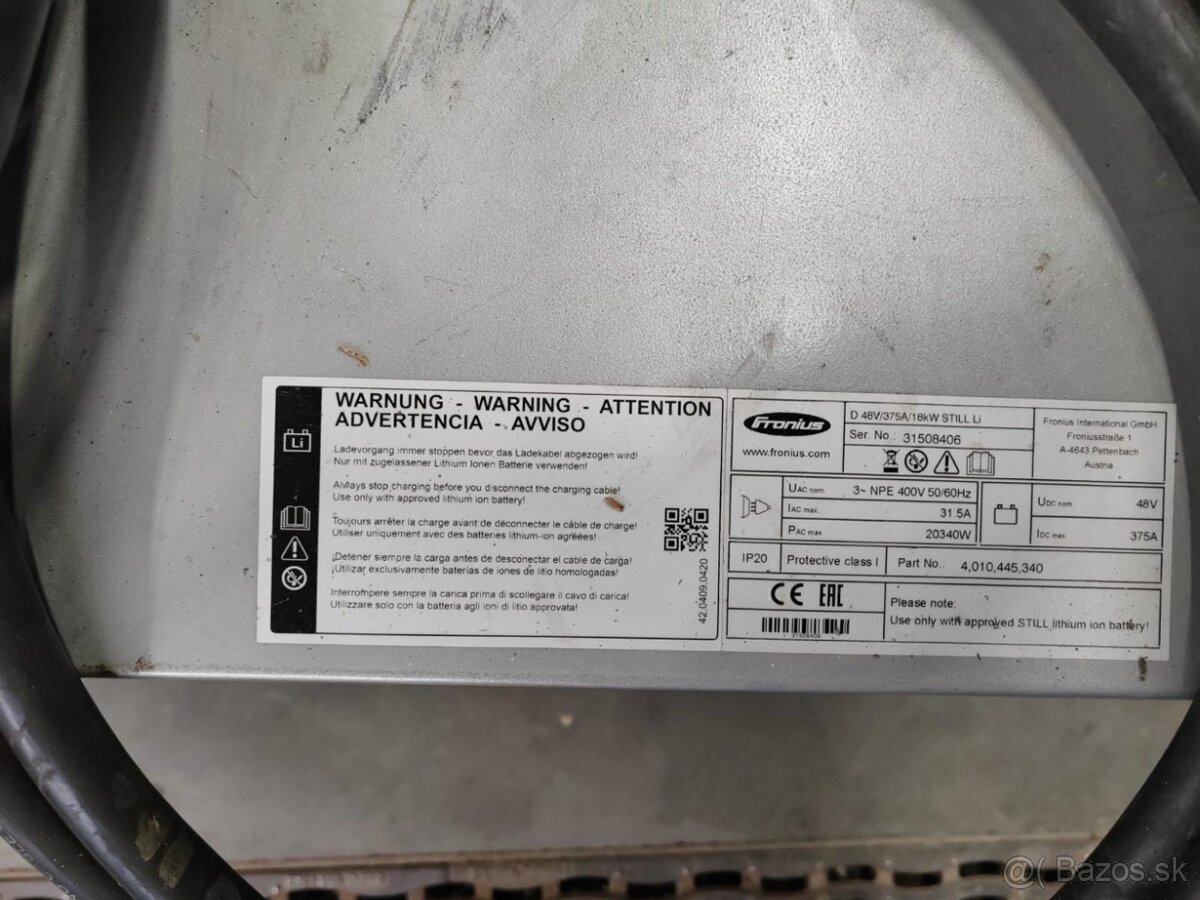 WARNUNG - WARNING - ATTENTION
ADVERTENCIA - AVVISO
Li
Ladevorgang immer stoppen bevor das Ladekabel abgezogen wird!
Nur mit zugelassener Lithium Ionen Batterie verwenden!
Always stop charging before you disconnect the charging cable!
Use only with approved lithium ion battery!
Toujours arrêter la charge avant de déconnecter le câble de charge!
Utiliser uniquement avec des batteries lithium-ion agréées!
¡Detener siempre la carga antes de desconectar el cable de carga!
¡Utilizar exclusivamente baterías de iones de litio homologadas!
Interrompere sempre la carica prima di scollegare il cavo di carica!
Utilizzare solo con la batteria agli ioni di litio approvata!
42,0409,0420
Fronius
www.fronius.com
D 48V/375A/18kW STILL Li
Ser. No.: 31508406
Fronius International GmbH
Froniusstraße 1
A-4643 Pettenbach
Austria
UAC nom. 3~ NPE 400V 50/60Hz
IAC max. 31.5A
PAC max 20340W
UDC nom. 48V
IDC max. 375A
IP20
Protective class I
Part No.: 4,010,445,340
CE EAC
31508406
Please note:
Use only with approved STILL lithium ion battery!
@( Bazos.sk